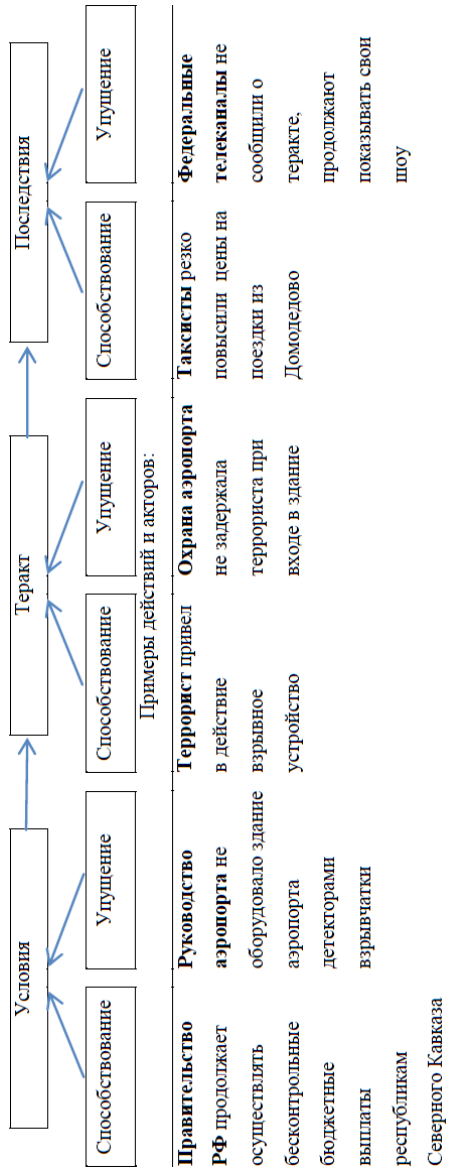 Условия
Теракт
Последствия
Способствование
Упущение
Способствование
Упущение
Способствование
Упущение
Примеры действий и акторов:
Правительство
РФ продолжает
осуществлять
бесконтрольные
бюджетные
выплаты
республикам
Северного Кавказа
Руководство
аэропорта не
оборудовало здание
аэропорта
детекторами
взрывчатки
Террорист привел
в действие
взрывное
устройство
Охрана аэропорта
не задержала
террориста при
входе в здание
Таксисты резко
повысили цены на
поездки из
Домодедово
Федеральные
телеканалы не
сообщили о
теракте,
продолжают
показывать свои
шоу